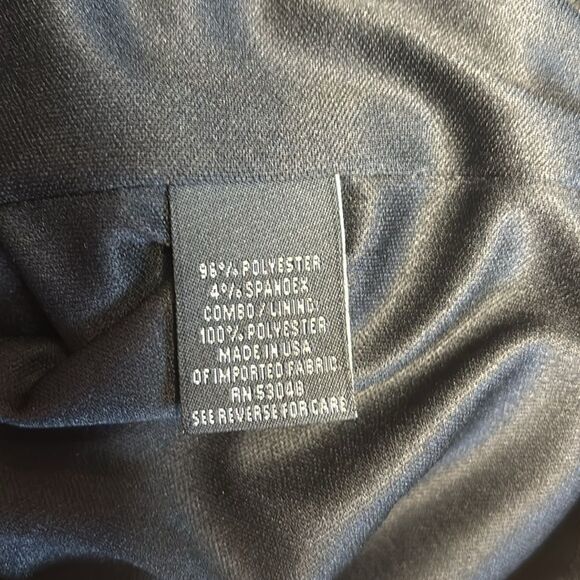 96% POLYESTER
4% SPANDEX
COMBO / LINING:
100% POLYESTER
MADE IN USA
OF IMPORTED FABRIC
RN 53048
SEE REVERSE FOR CARE